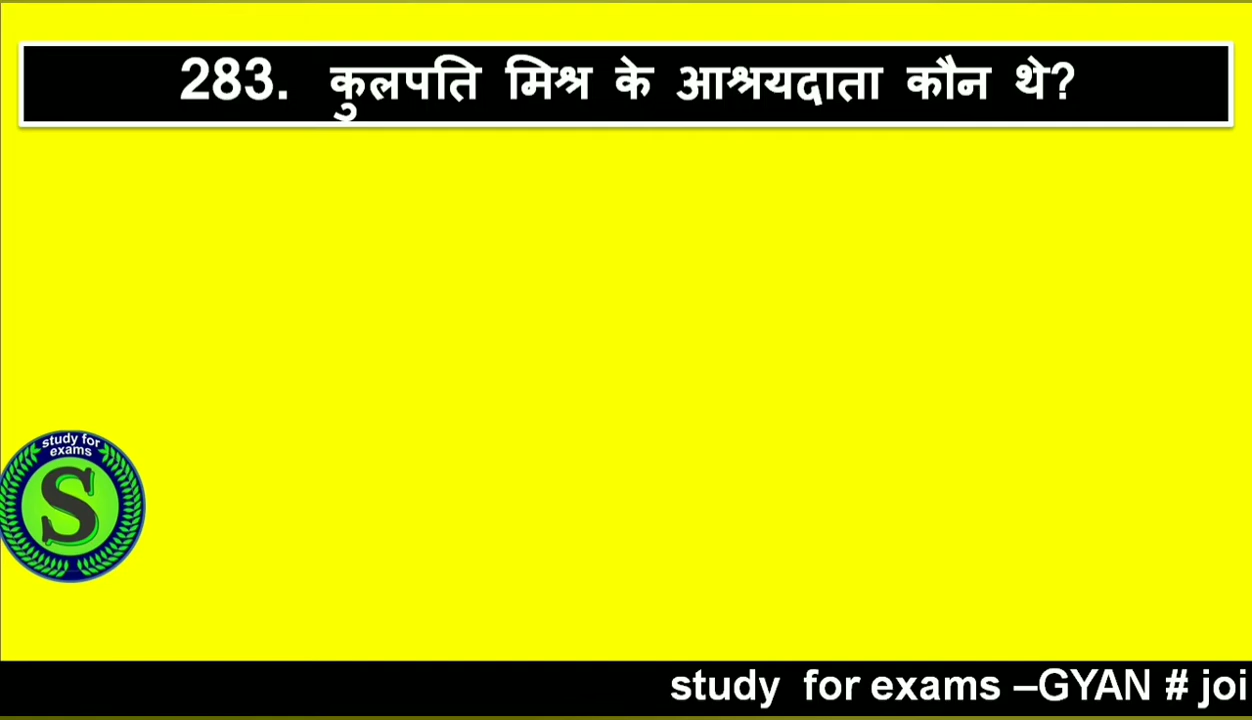 283. कुलपति मिश्र के आश्रयदाता कौन थे?
study for
exams
S
study for exams –GYAN # joi